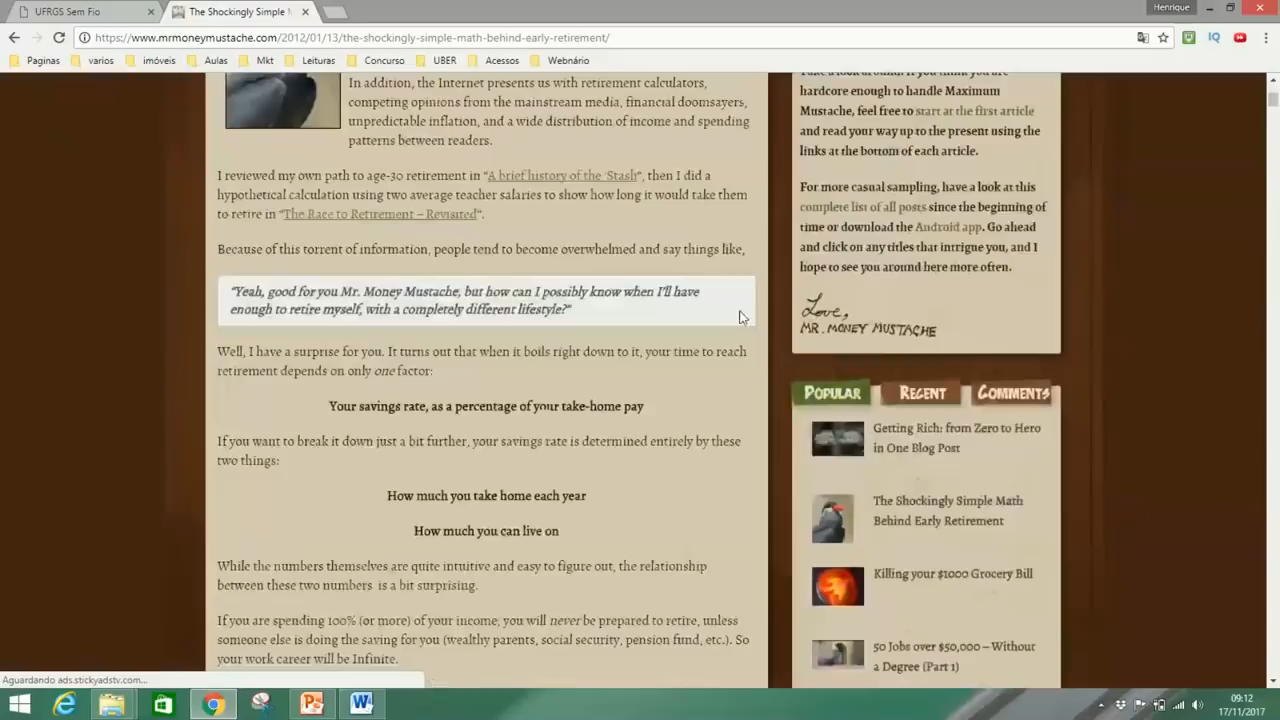 UFRGS Sem Fio
The Shockingly Simple M
Henrique
https://www.mrmoneymustache.com/2012/01/13/the-shockingly-simple-math-behind-early-retirement/
Paginas
varios
imóveis
Aulas
Mkt
Leituras
Concurso
UBER
Acessos
Webnário
In addition, the Internet presents us with retirement calculators,
competing opinions from the mainstream media, financial doomsayers,
unpredictable inflation, and a wide distribution of income and spending
patterns between readers.
I reviewed my own path to age-30 retirement in “A brief history of the ‘Stash”, then I did a
hypothetical calculation using two average teacher salaries to show how long it would take them
to retire in “The Race to Retirement – Revisited”.
Because of this torrent of information, people tend to become overwhelmed and say things like,
“Yeah, good for you Mr. Money Mustache, but how can I possibly know when I’ll have
enough to retire myself, with a completely different lifestyle?”
Well, I have a surprise for you. It turns out that when it boils right down to it, your time to reach
retirement depends on only one factor:
Your savings rate, as a percentage of your take-home pay
If you want to break it down just a bit further, your savings rate is determined entirely by these
two things:
How much you take home each year
How much you can live on
While the numbers themselves are quite intuitive and easy to figure out, the relationship
between these two numbers is a bit surprising.
If you are spending 100% (or more) of your income, you will never be prepared to retire, unless
someone else is doing the saving for you (wealthy parents, social security, pension fund, etc.). So
your work career will be Infinite.
Take a look around. If you think you are
hardcore enough to handle Maximum
Mustache, feel free to start at the first article
and read your way up to the present using the
links at the bottom of each article.
For more casual sampling, have a look at this
complete list of all posts since the beginning of
time or download the Android app. Go ahead
and click on any titles that intrigue you, and I
hope to see you around here more often.
Love,
MR. MONEY MUSTACHE
POPULAR
RECENT
COMMENTS
Getting Rich: from Zero to Hero
in One Blog Post
The Shockingly Simple Math
Behind Early Retirement
Killing your $1000 Grocery Bill
50 Jobs over $50,000 – Without
a Degree (Part 1)
Aguardando ads.stickyadstv.com...
09:12
17/11/2017